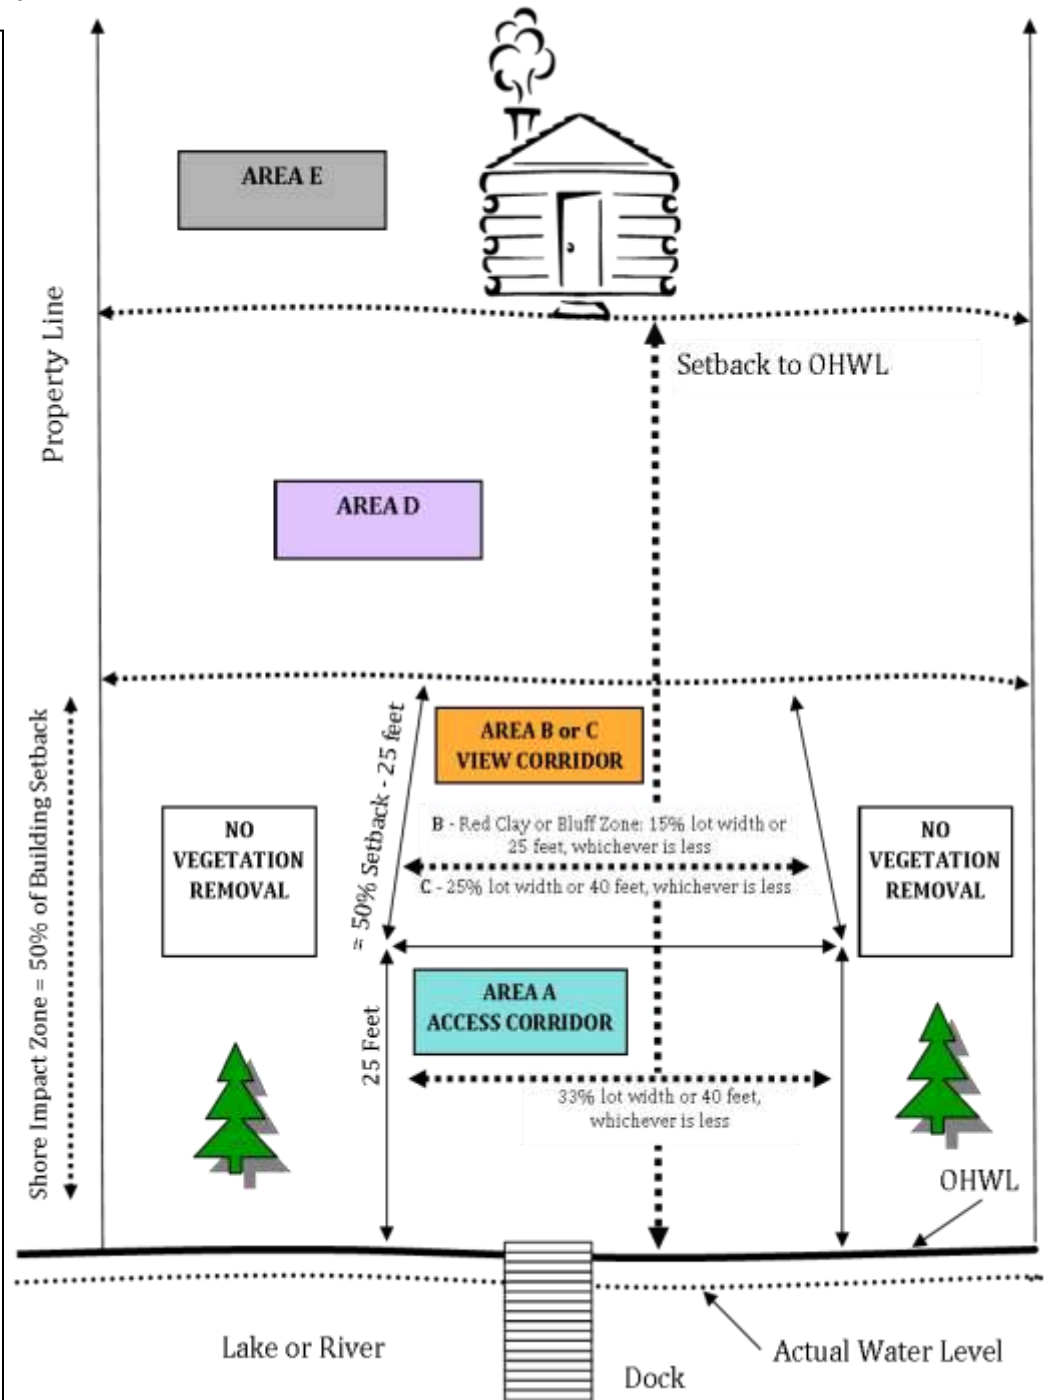 AREA E
Property Line
Setback to OHWL
AREA D
Shore Impact Zone = 50% of Building Setback
= 50% Setback - 25 feet
AREA B or C
VIEW CORRIDOR
B - Red Clay or Bluff Zone: 15% lot width or
25 feet, whichever is less
C - 25% lot width or 40 feet, whichever is less
NO
VEGETATION
REMOVAL
NO
VEGETATION
REMOVAL
AREA A
ACCESS CORRIDOR
25 Feet
33% lot width or 40 feet,
whichever is less
OHWL
Lake or River
Actual Water Level
Dock